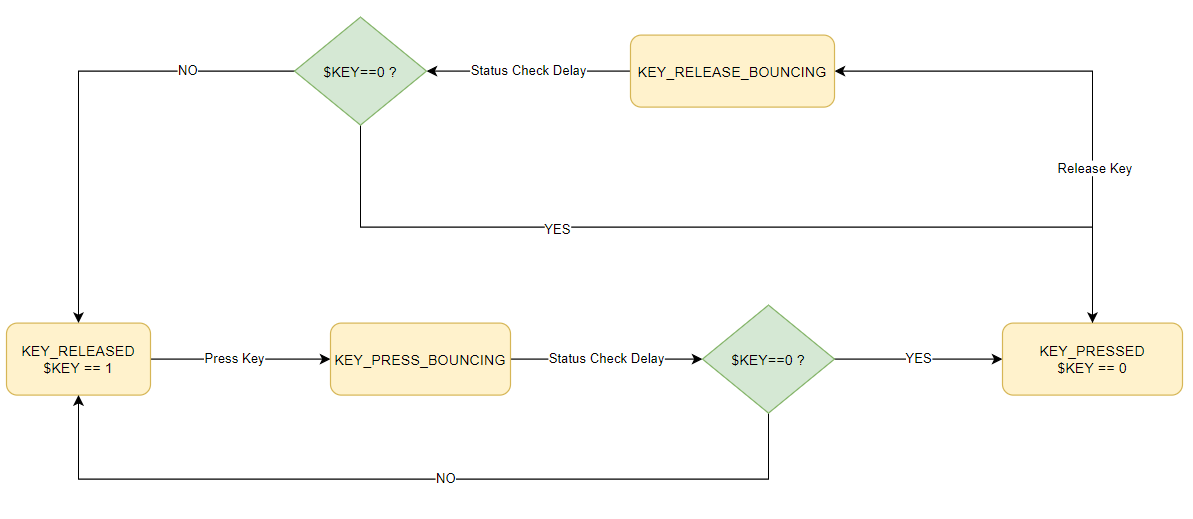 NO
$KEY==0 ?
Status Check Delay
KEY_RELEASE_BOUNCING
Release Key
YES
KEY_RELEASED
$KEY == 1
Press Key
KEY_PRESS_BOUNCING
Status Check Delay
$KEY==0 ?
YES
KEY_PRESSED
$KEY == 0
NO